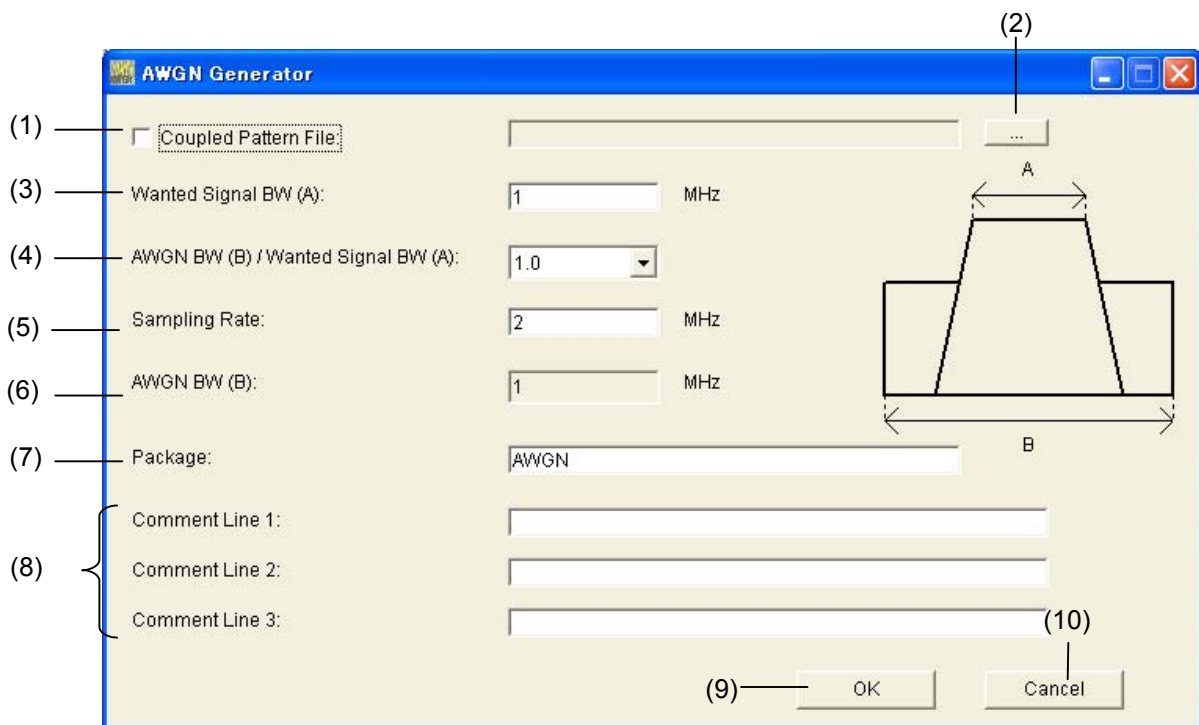 (2)
AWGN Generator
(1) Coupled Pattern File: ...
A
(3) Wanted Signal BW (A): 1 MHz
(4) AWGN BW (B) / Wanted Signal BW (A): 1.0
(5) Sampling Rate: 2 MHz
(6) AWGN BW (B): 1 MHz
B
(7) Package: AWGN
(8)
Comment Line 1:
Comment Line 2:
Comment Line 3:
(10)
(9) OK Cancel